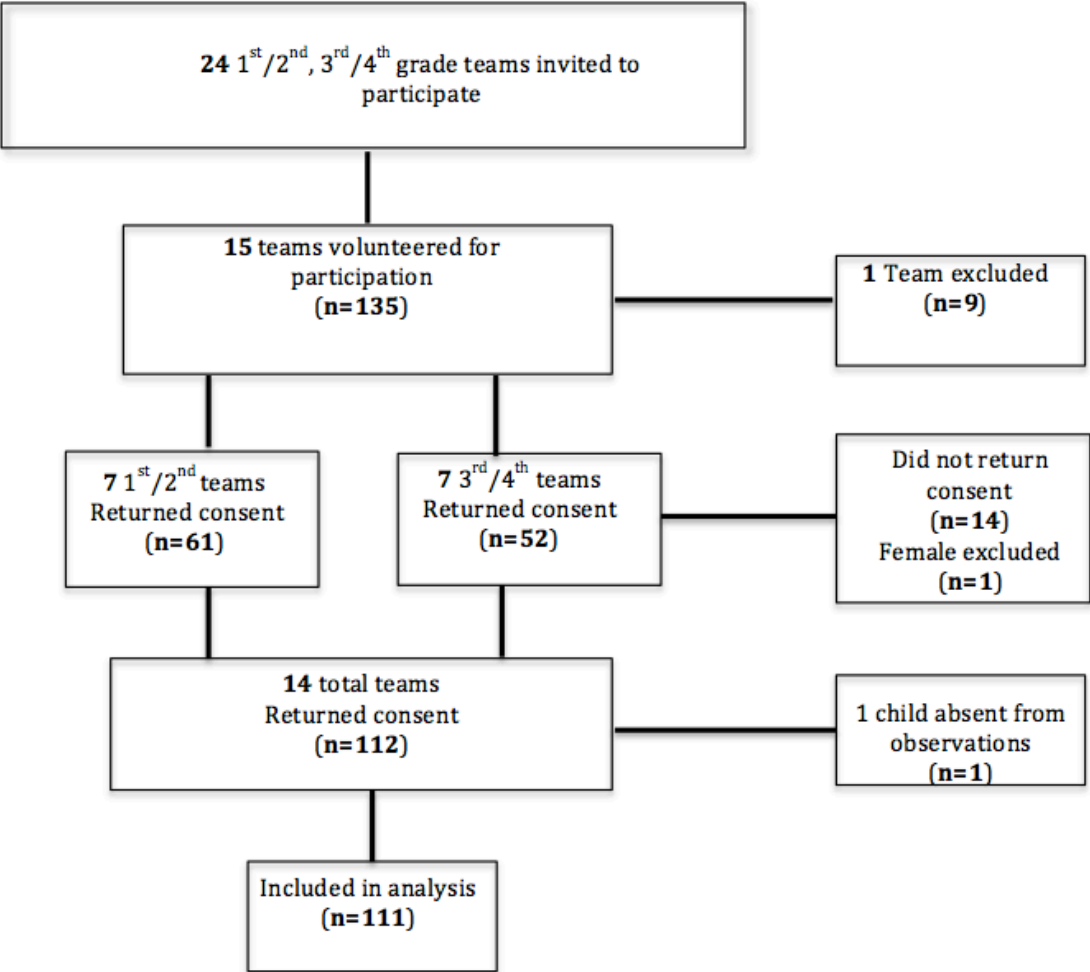 24 1st/2nd, 3rd/4th grade teams invited to
participate
15 teams volunteered for
participation
(n=135)
1 Team excluded
(n=9)
7 1st/2nd teams
Returned consent
(n=61)
7 3rd/4th teams
Returned consent
(n=52)
Did not return
consent
(n=14)
Female excluded
(n=1)
14 total teams
Returned consent
(n=112)
1 child absent from
observations
(n=1)
Included in analysis
(n=111)